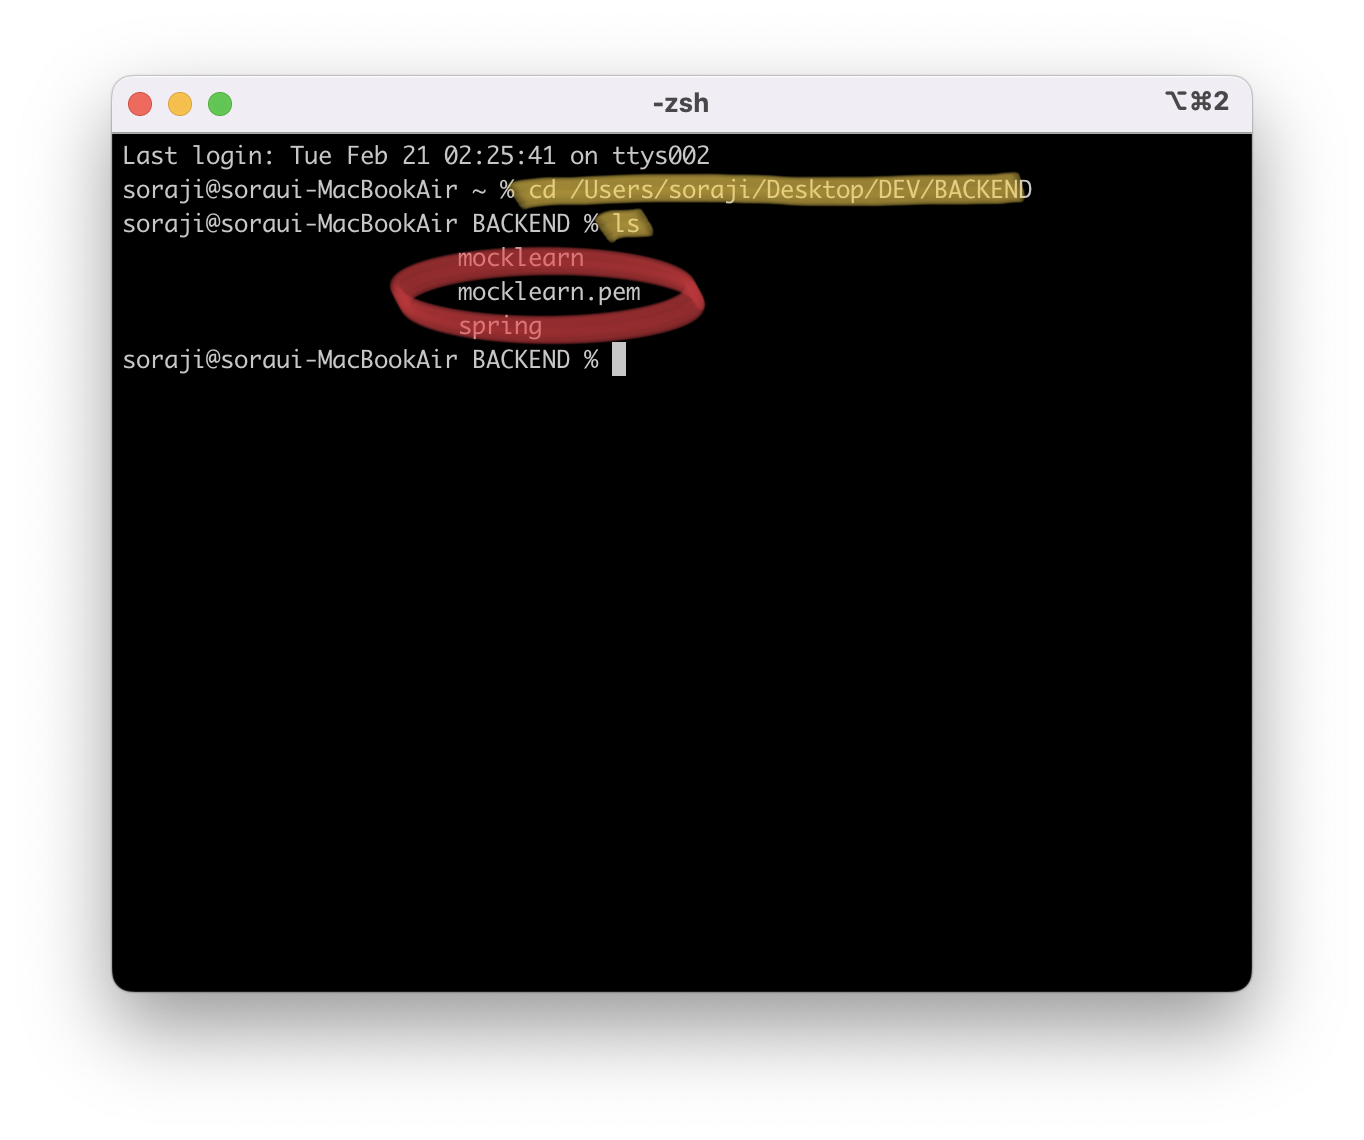 -zsh
⌥⌘2
Last login: Tue Feb 21 02:25:41 on ttys002
soraji@soraui-MacBookAir ~ % cd /Users/soraji/Desktop/DEV/BACKEND
soraji@soraui-MacBookAir BACKEND % ls
mocklearn
mocklearn.pem
spring
soraji@soraui-MacBookAir BACKEND %